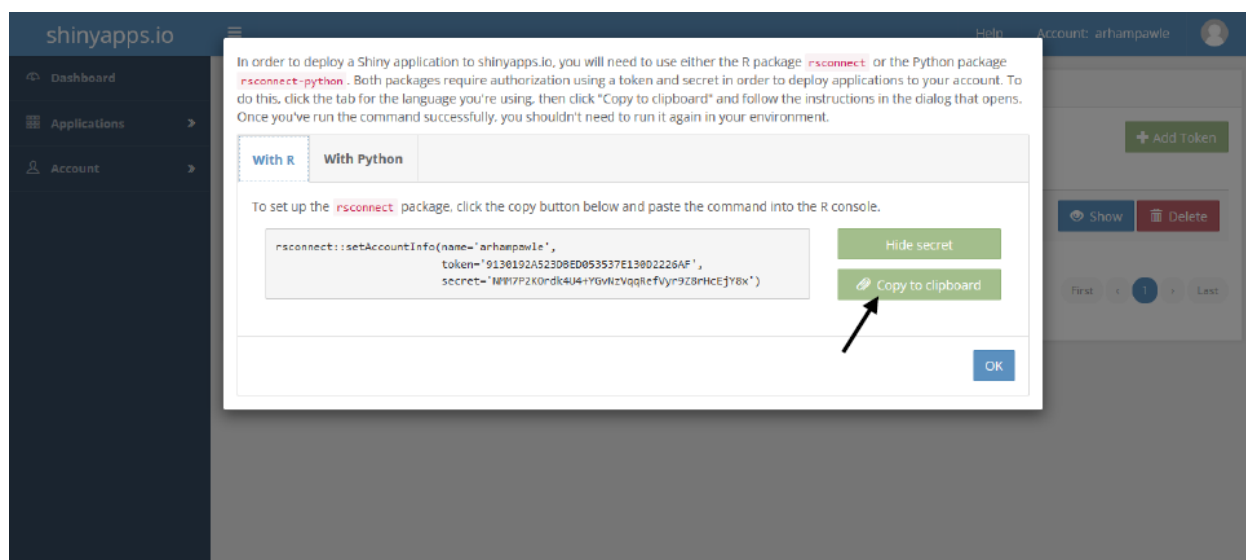 shinyapps.io
Help
Account: arhampawle
Dashboard
Applications
Account
In order to deploy a Shiny application to shinyapps.io, you will need to use either the R package rsconnect or the Python package
rsconnect-python. Both packages require authorization using a token and secret in order to deploy applications to your account. To
do this, click the tab for the language you're using, then click "Copy to clipboard" and follow the instructions in the dialog that opens.
Once you've run the command successfully, you shouldn't need to run it again in your environment.
+ Add Token
With R
With Python
To set up the rsconnect package, click the copy button below and paste the command into the R console.
rsconnect::setAccountInfo(name='arhampawle',
token=
secret=
Hide secret
Copy to clipboard
Show
Delete
First
1
Last
OK